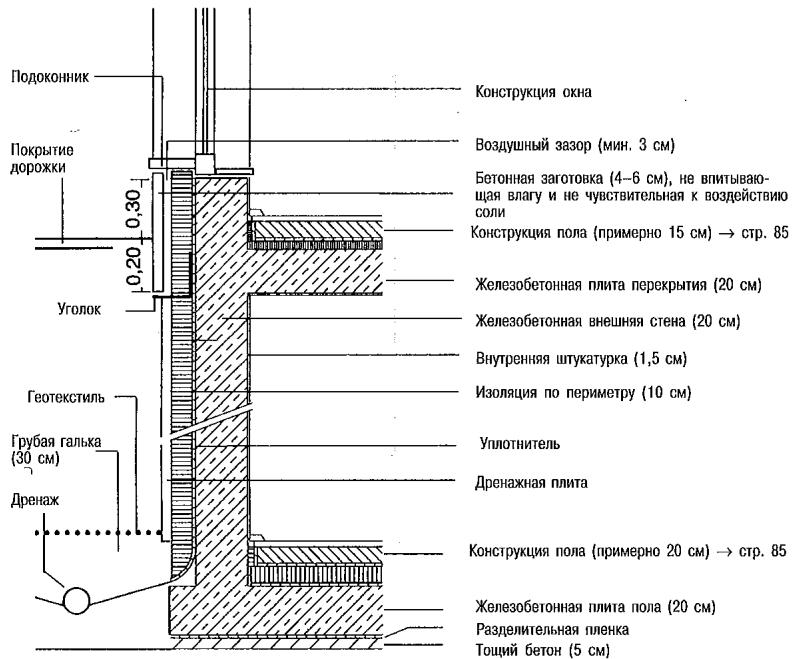 Подоконник
Покрытие
дорожки
0,30
0,20
Уголок
Геотекстиль
Грубая галька
(30 см)
Дренаж
Конструкция окна
Воздушный зазор (мин. 3 см)
Бетонная заготовка (4–6 см), не впитываю-
щая влагу и не чувствительная к воздействию
соли
Конструкция пола (примерно 15 см) → стр. 85
Железобетонная плита перекрытия (20 см)
Железобетонная внешняя стена (20 см)
Внутренняя штукатурка (1,5 см)
Изоляция по периметру (10 см)
Уплотнитель
Дренажная плита
Конструкция пола (примерно 20 см) → стр. 85
Железобетонная плита пола (20 см)
Разделительная пленка
Тощий бетон (5 см)